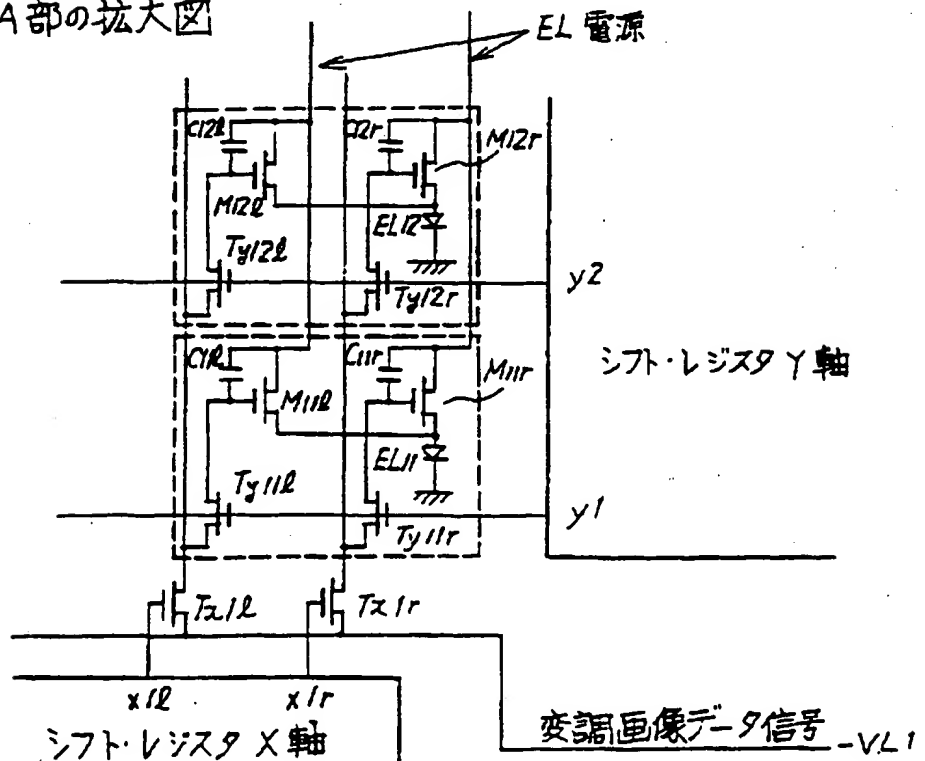 A部の拡大図
EL電源
C12l
C12r
M12r
M12l
EL12
Ty12l
Ty12r
y2
シフト・レジスタY軸
C11l
C11r
M11r
M11l
EL11
Ty11l
Ty11r
y1
Tx1l
Tx1r
x1l
x1r
シフト・レジスタX軸
変調画像データ信号
-VL1